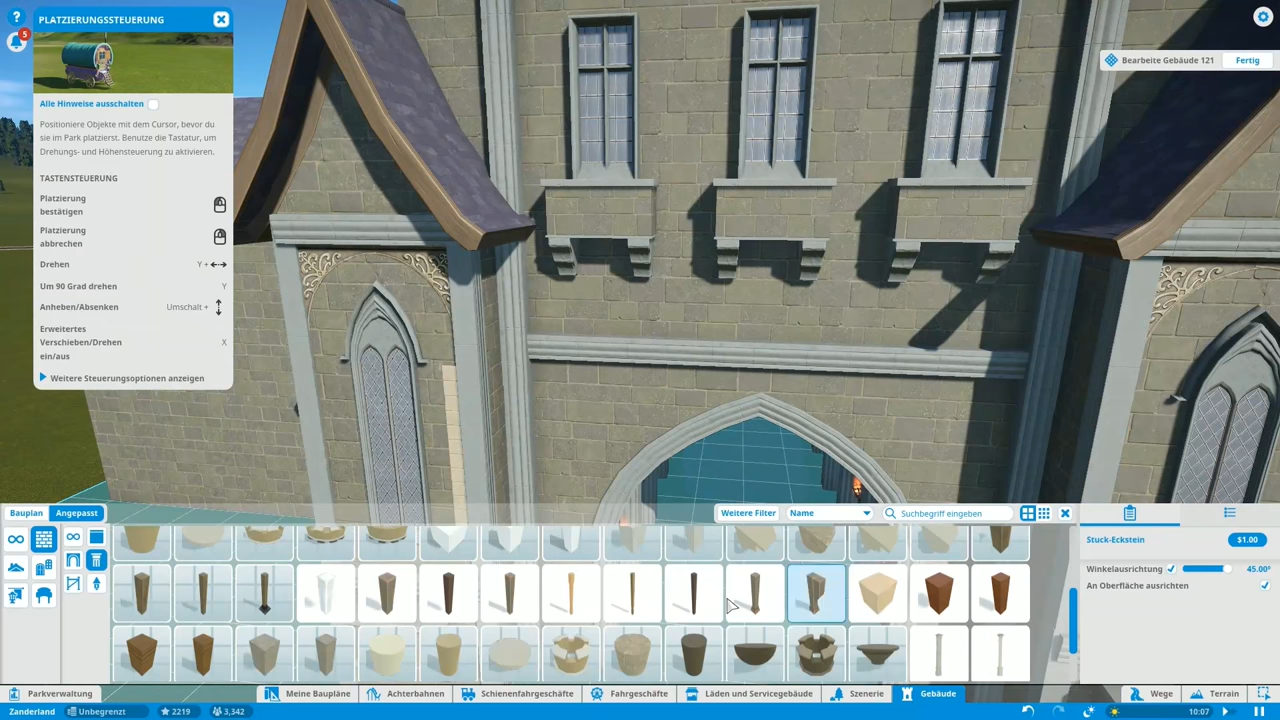 ?
5
PLATZIERUNGSSTEUERUNG
Alle Hinweise ausschalten
Positioniere Objekte mit dem Cursor, bevor du
sie im Park platzierst. Benutze die Tastatur, um
Drehungs- und Höhensteuerung zu aktivieren.
TASTENSTEUERUNG
Platzierung
bestätigen
Platzierung
abbrechen
Drehen Y +
Um 90 Grad drehen Y
Anheben/Absenken Umschalt +
Erweitertes
Verschieben/Drehen X
ein/aus
Weitere Steuerungsoptionen anzeigen
Bearbeite Gebäude 121 Fertig
Bauplan Angepasst
Weitere Filter Name Suchbegriff eingeben
Stuck-Eckstein $1.00
Winkelausrichtung 45.00°
An Oberfläche ausrichten
Parkverwaltung Meine Baupläne Achterbahnen Schienenfahrgeschäfte Fahrgeschäfte Läden und Servicegebäude Szenerie Gebäude Wege Terrain
Zanderland Unbegrenzt 2219 3,342 10:07